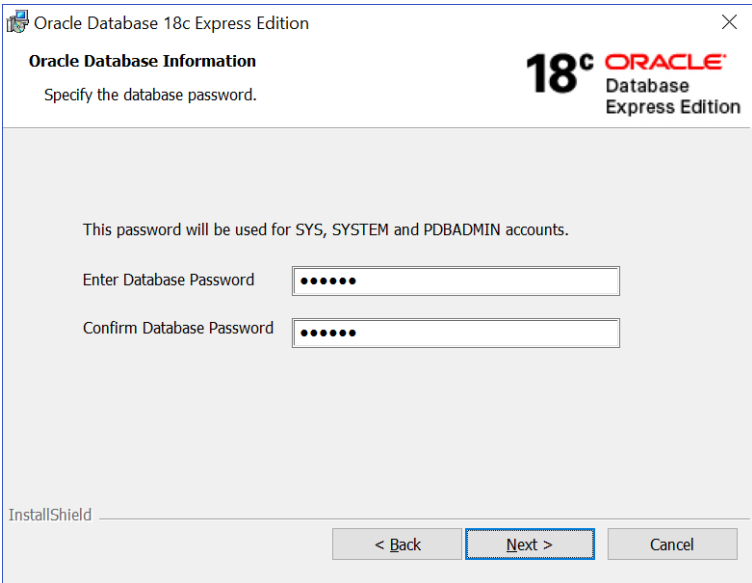 Oracle Database 18c Express Edition
Oracle Database Information
Specify the database password.
18c ORACLE
Database
Express Edition
This password will be used for SYS, SYSTEM and PDBADMIN accounts.
Enter Database Password ••••••
Confirm Database Password ••••••
InstallShield
< Back Next > Cancel